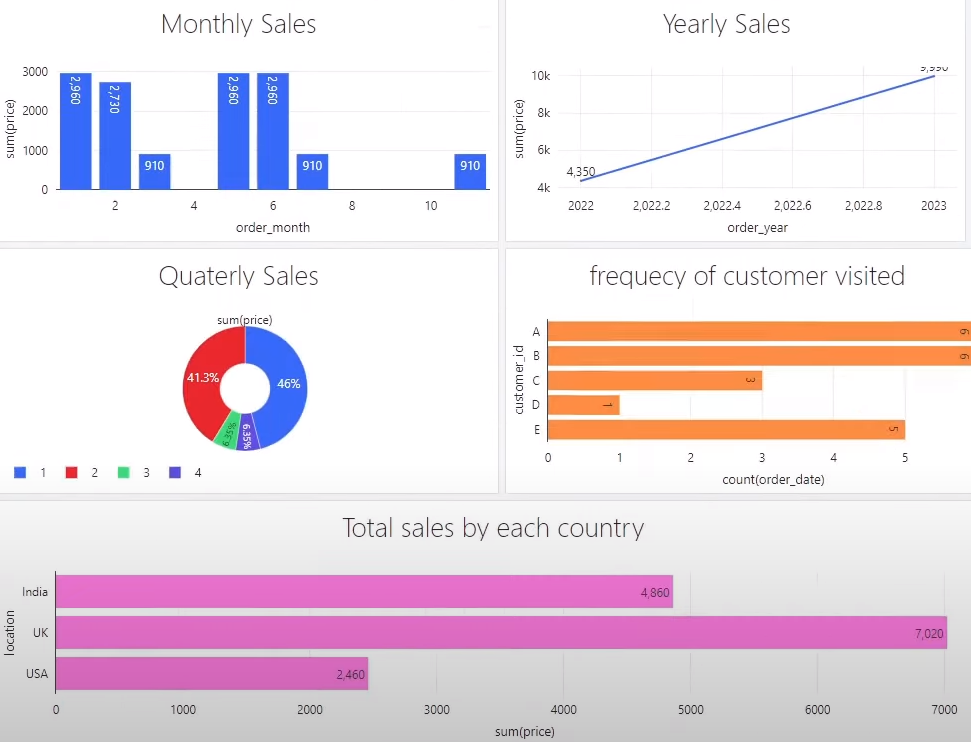 Monthly Sales
3000
2000
1000
0
sum(price)
2,960
2,730
910
2,960
2,960
910
910
2
4
6
8
10
order_month
Yearly Sales
10k
8k
6k
4k
sum(price)
4,350
9,990
2022
2,022.2
2,022.4
2,022.6
2,022.8
2023
order_year
Quaterly Sales
sum(price)
46%
41.3%
6.35%
6.35%
1
2
3
4
frequecy of customer visited
customer_id
A
B
C
D
E
6
6
3
1
5
0
1
2
3
4
5
count(order_date)
Total sales by each country
location
India
UK
USA
4,860
7,020
2,460
0
1000
2000
3000
4000
5000
6000
7000
sum(price)